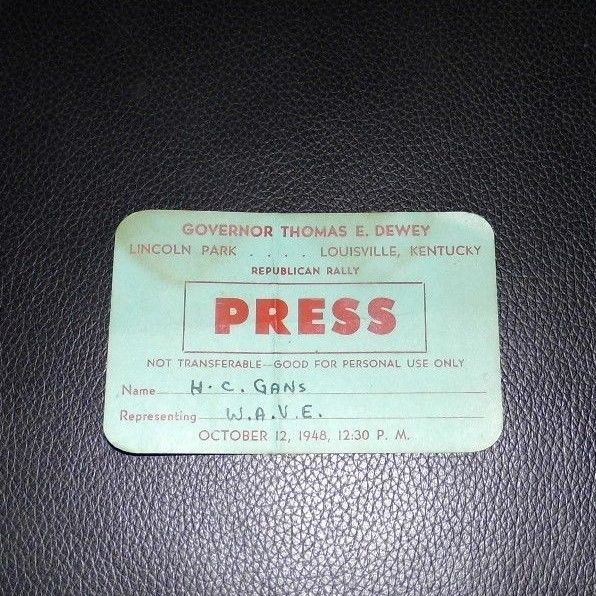 GOVERNOR THOMAS E. DEWEY
LINCOLN PARK . . . . LOUISVILLE, KENTUCKY
REPUBLICAN RALLY
PRESS
NOT TRANSFERABLE—GOOD FOR PERSONAL USE ONLY
Name H. C. GANS
Representing W.A.V.E.
OCTOBER 12, 1948, 12:30 P. M.